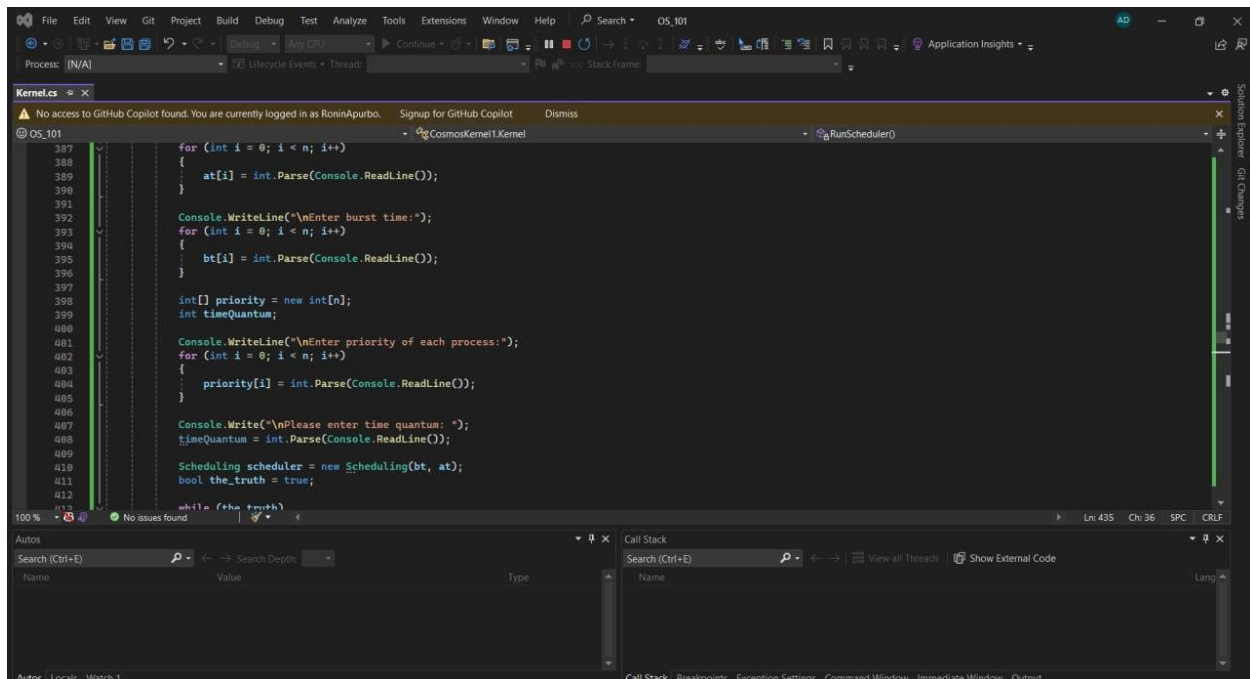 File Edit View Git Project Build Debug Test Analyze Tools Extensions Window Help Search OS_101 AD
Debug Any CPU Continue Application Insights
Process: [N/A] Lifecycle Events Thread: Stack Frame:
Kernel.cs
No access to GitHub Copilot found. You are currently logged in as RoninApurbo. Signup for GitHub Copilot Dismiss
OS_101 CosmosKernel1.Kernel RunScheduler()
387 for (int i = 0; i < n; i++)
388 {
389 at[i] = int.Parse(Console.ReadLine());
390 }
391
392 Console.WriteLine("\nEnter burst time:");
393 for (int i = 0; i < n; i++)
394 {
395 bt[i] = int.Parse(Console.ReadLine());
396 }
397
398 int[] priority = new int[n];
399 int timeQuantum;
400
401 Console.WriteLine("\nEnter priority of each process:");
402 for (int i = 0; i < n; i++)
403 {
404 priority[i] = int.Parse(Console.ReadLine());
405 }
406
407 Console.Write("\nPlease enter time quantum: ");
408 timeQuantum = int.Parse(Console.ReadLine());
409
410 Scheduling scheduler = new Scheduling(bt, at);
411 bool the_truth = true;
412
413 while (the_truth)
100 % No issues found Ln: 435 Ch: 36 SPC CRLF
Autos
Search (Ctrl+E) Search Depth:
Name Value Type
Call Stack
Search (Ctrl+E) View all Threads Show External Code
Name Lang
Autos Locals Watch 1
Call Stack Breakpoints Exception Settings Command Window Immediate Window Output
Solution Explorer
Git Changes